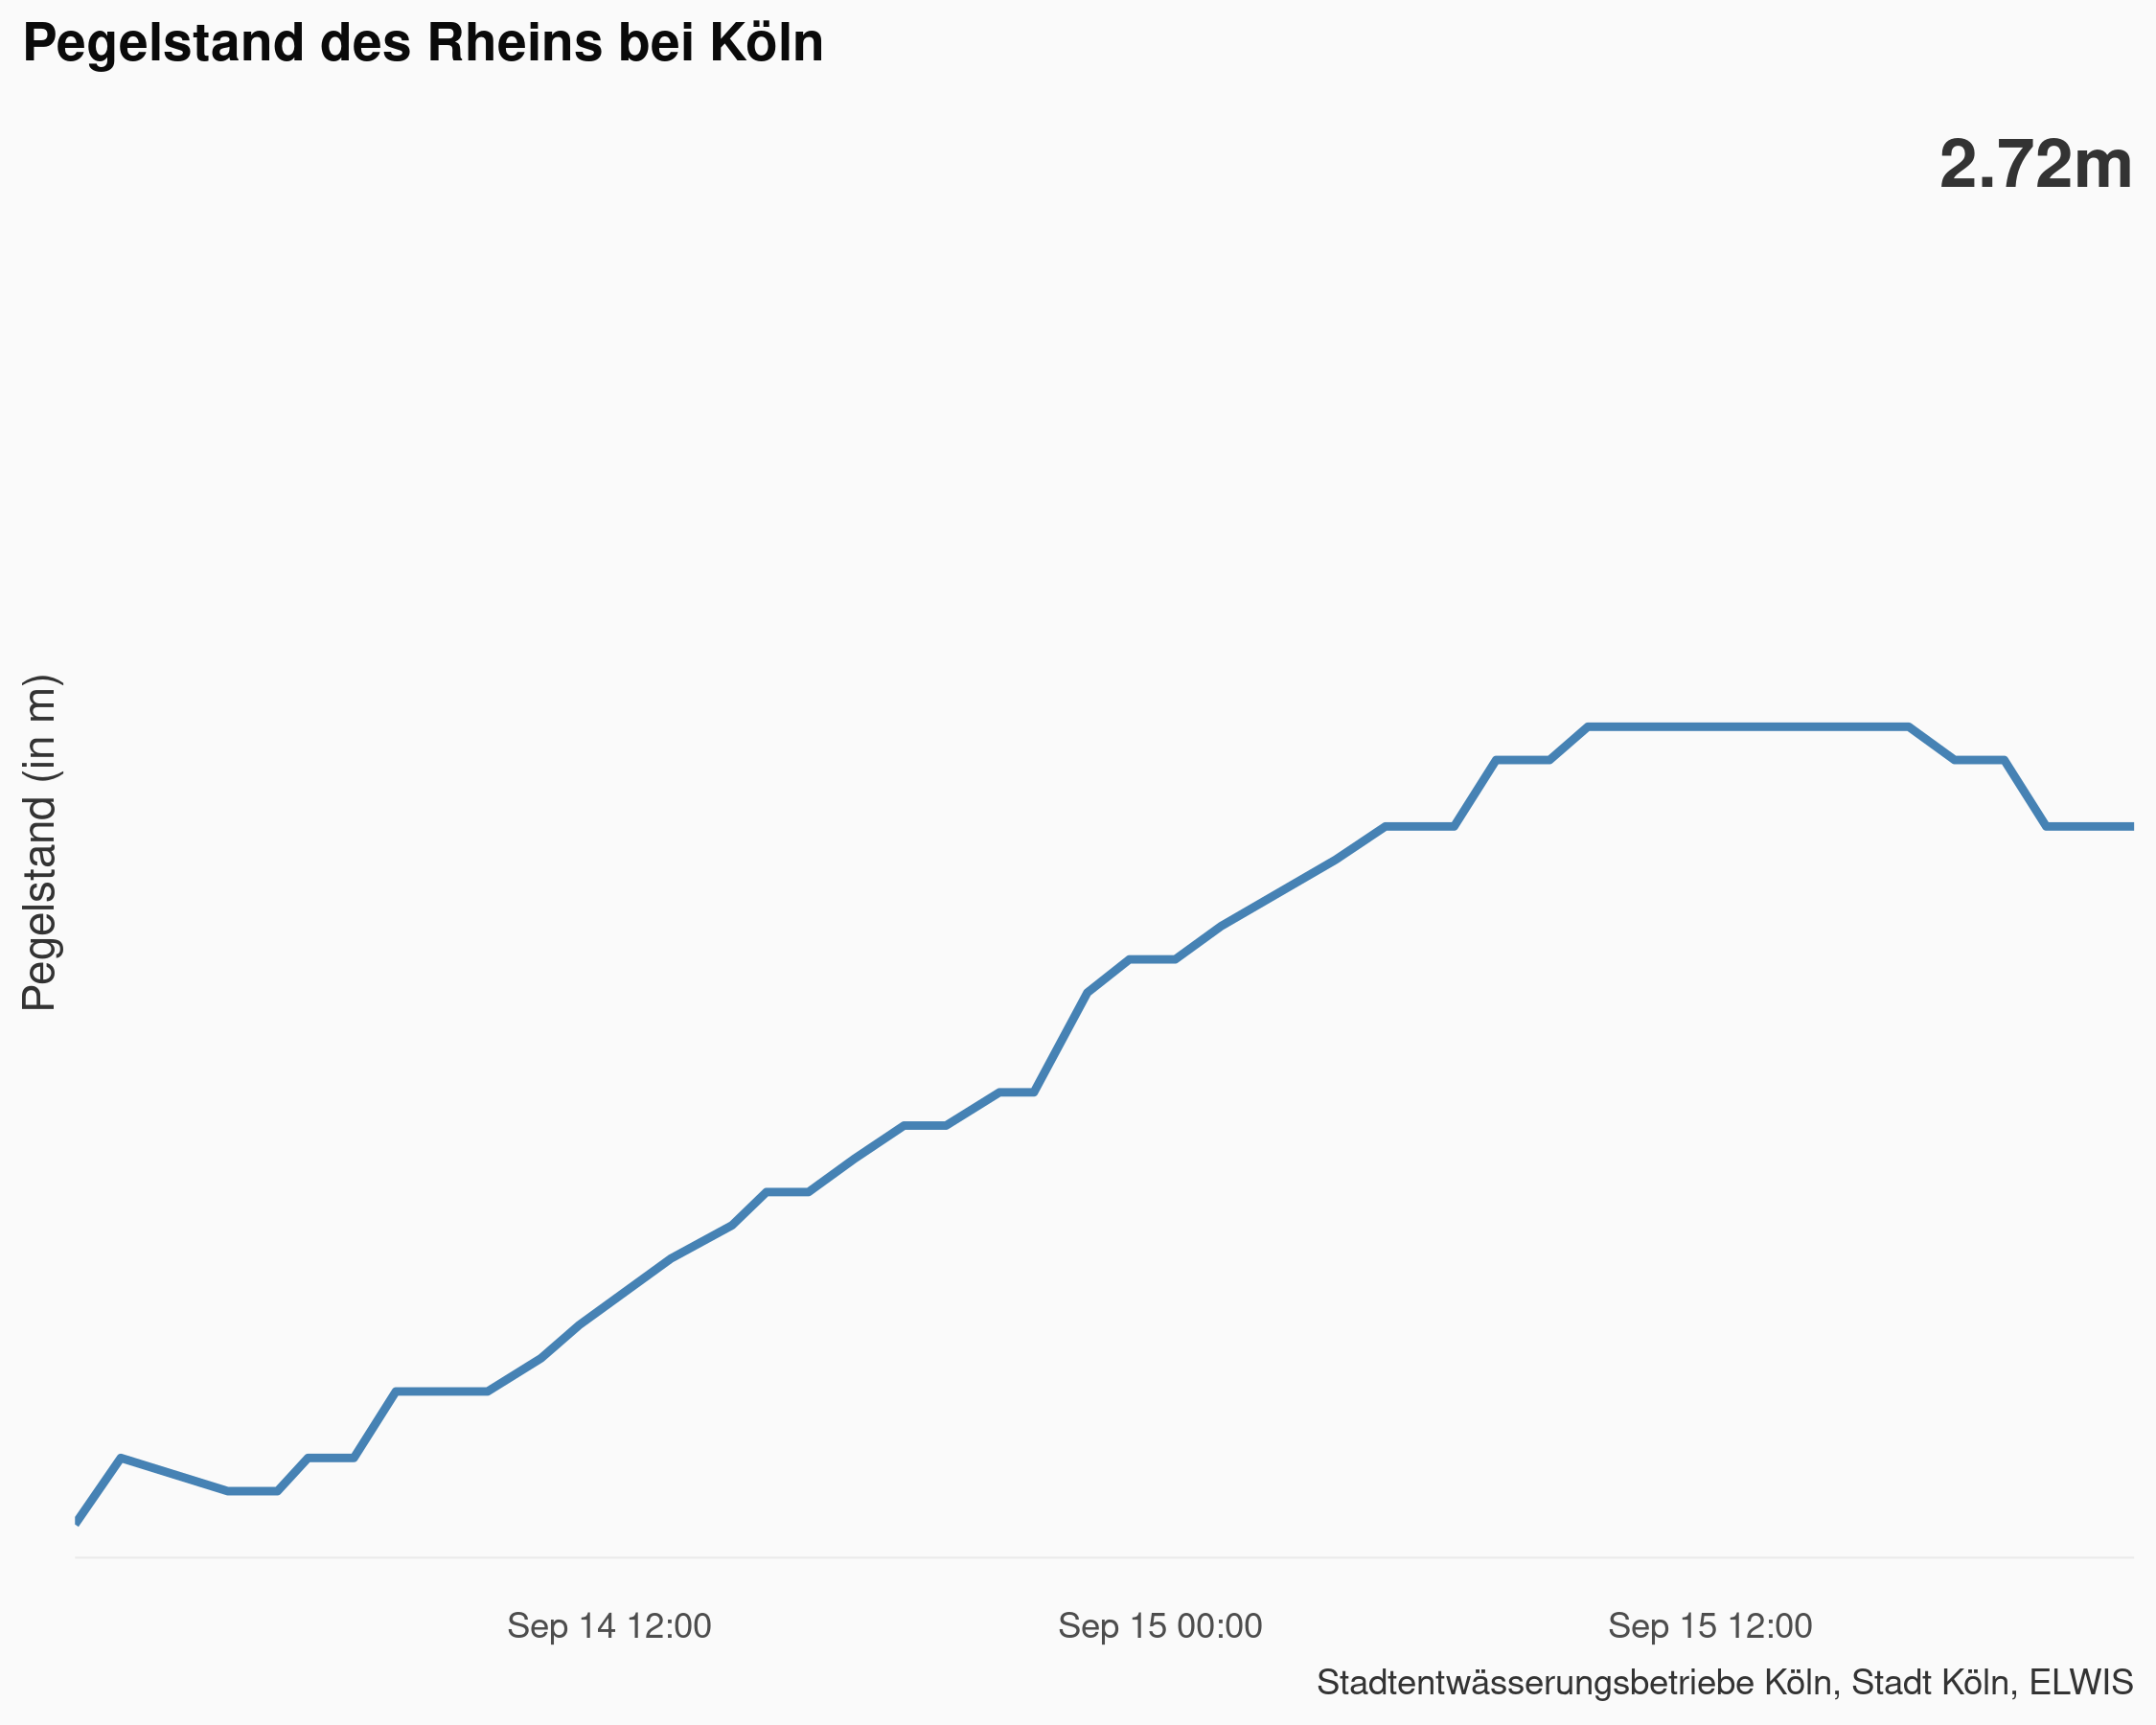 Pegelstand des Rheins bei Köln
2.72m
Pegelstand (in m)
Sep 14 12:00
Sep 15 00:00
Sep 15 12:00
Stadtentwässerungsbetriebe Köln, Stadt Köln, ELWIS